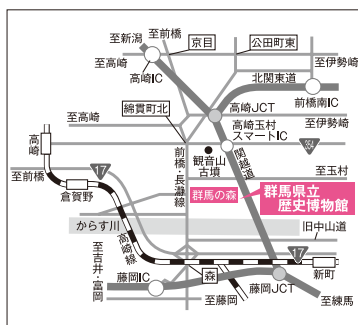 至新潟
至前橋
京目
公田町東
至高崎
高崎IC
至伊勢崎
北関東道
前橋南IC
綿貫町北
高崎JCT
至高崎
至伊勢崎
高崎玉村
スマートIC
354
高崎
前橋・長瀞線
観音山
古墳
関越道
17
至前橋
至玉村
倉賀野
群馬の森
群馬県立
歴史博物館
からす川
高崎線
旧中山道
17
至吉井・富岡
藤岡IC
森
新町
至藤岡
藤岡JCT
至練馬